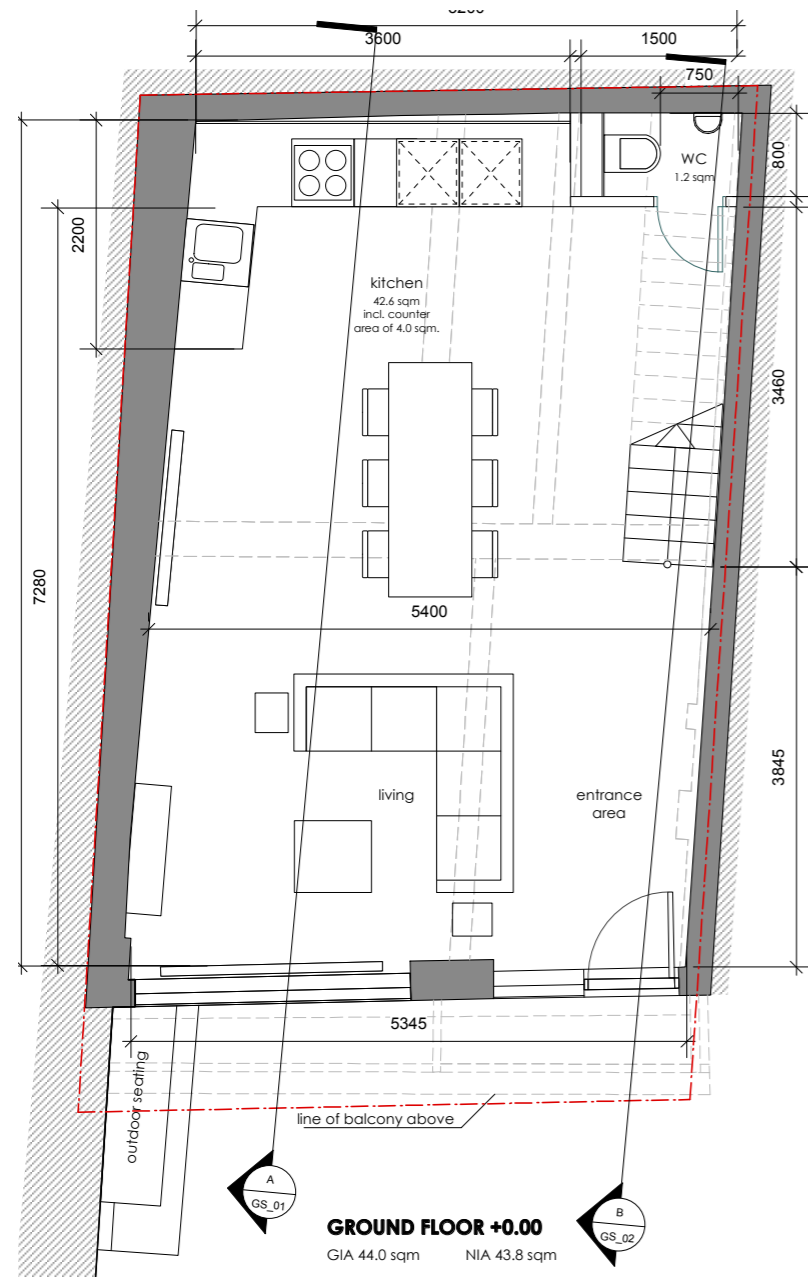 3600
1500
750
WC
1.2 sqm
800
2200
kitchen
42.6 sqm
incl. counter
area of 4.0 sqm.
3460
7280
5400
3845
living
entrance
area
5345
outdoor seating
line of balcony above
A
GS_01
B
GS_02
GROUND FLOOR +0.00
GIA 44.0 sqm NIA 43.8 sqm